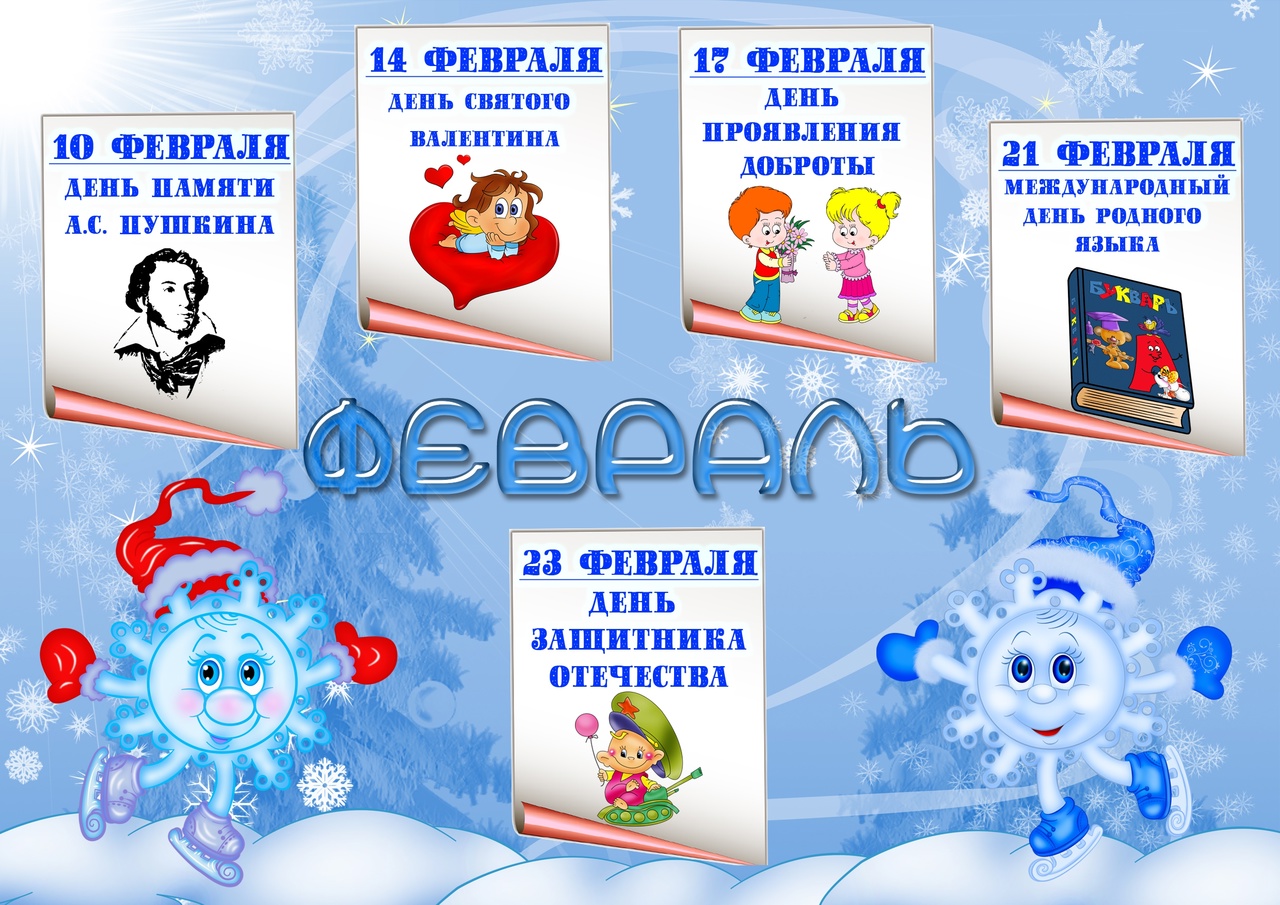 10 ФЕВРАЛЯ
ДЕНЬ ПАМЯТИ
А.С. ПУШКИНА
14 ФЕВРАЛЯ
ДЕНЬ СВЯТОГО
ВАЛЕНТИНА
17 ФЕВРАЛЯ
ДЕНЬ
ПРОЯВЛЕНИЯ
ДОБРОТЫ
21 ФЕВРАЛЯ
МЕЖДУНАРОДНЫЙ
ДЕНЬ РОДНОГО
ЯЗЫКА
БУКВАРЬ
ФЕВРАЛЬ
23 ФЕВРАЛЯ
ДЕНЬ
ЗАЩИТНИКА
ОТЕЧЕСТВА